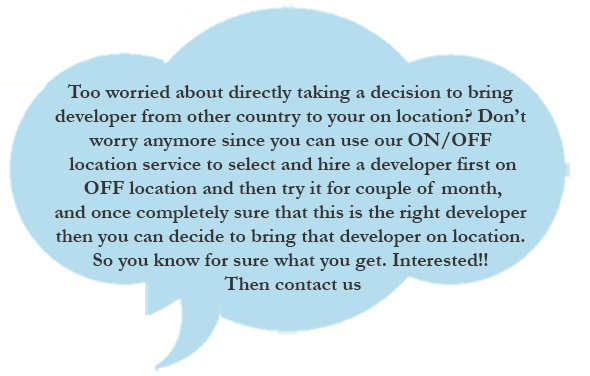 Too worried about directly taking a decision to bring
developer from other country to your on location? Don’t
worry anymore since you can use our ON/OFF
location service to select and hire a developer first on
OFF location and then try it for couple of month,
and once completely sure that this is the right developer
then you can decide to bring that developer on location.
So you know for sure what you get. Interested!!
Then contact us